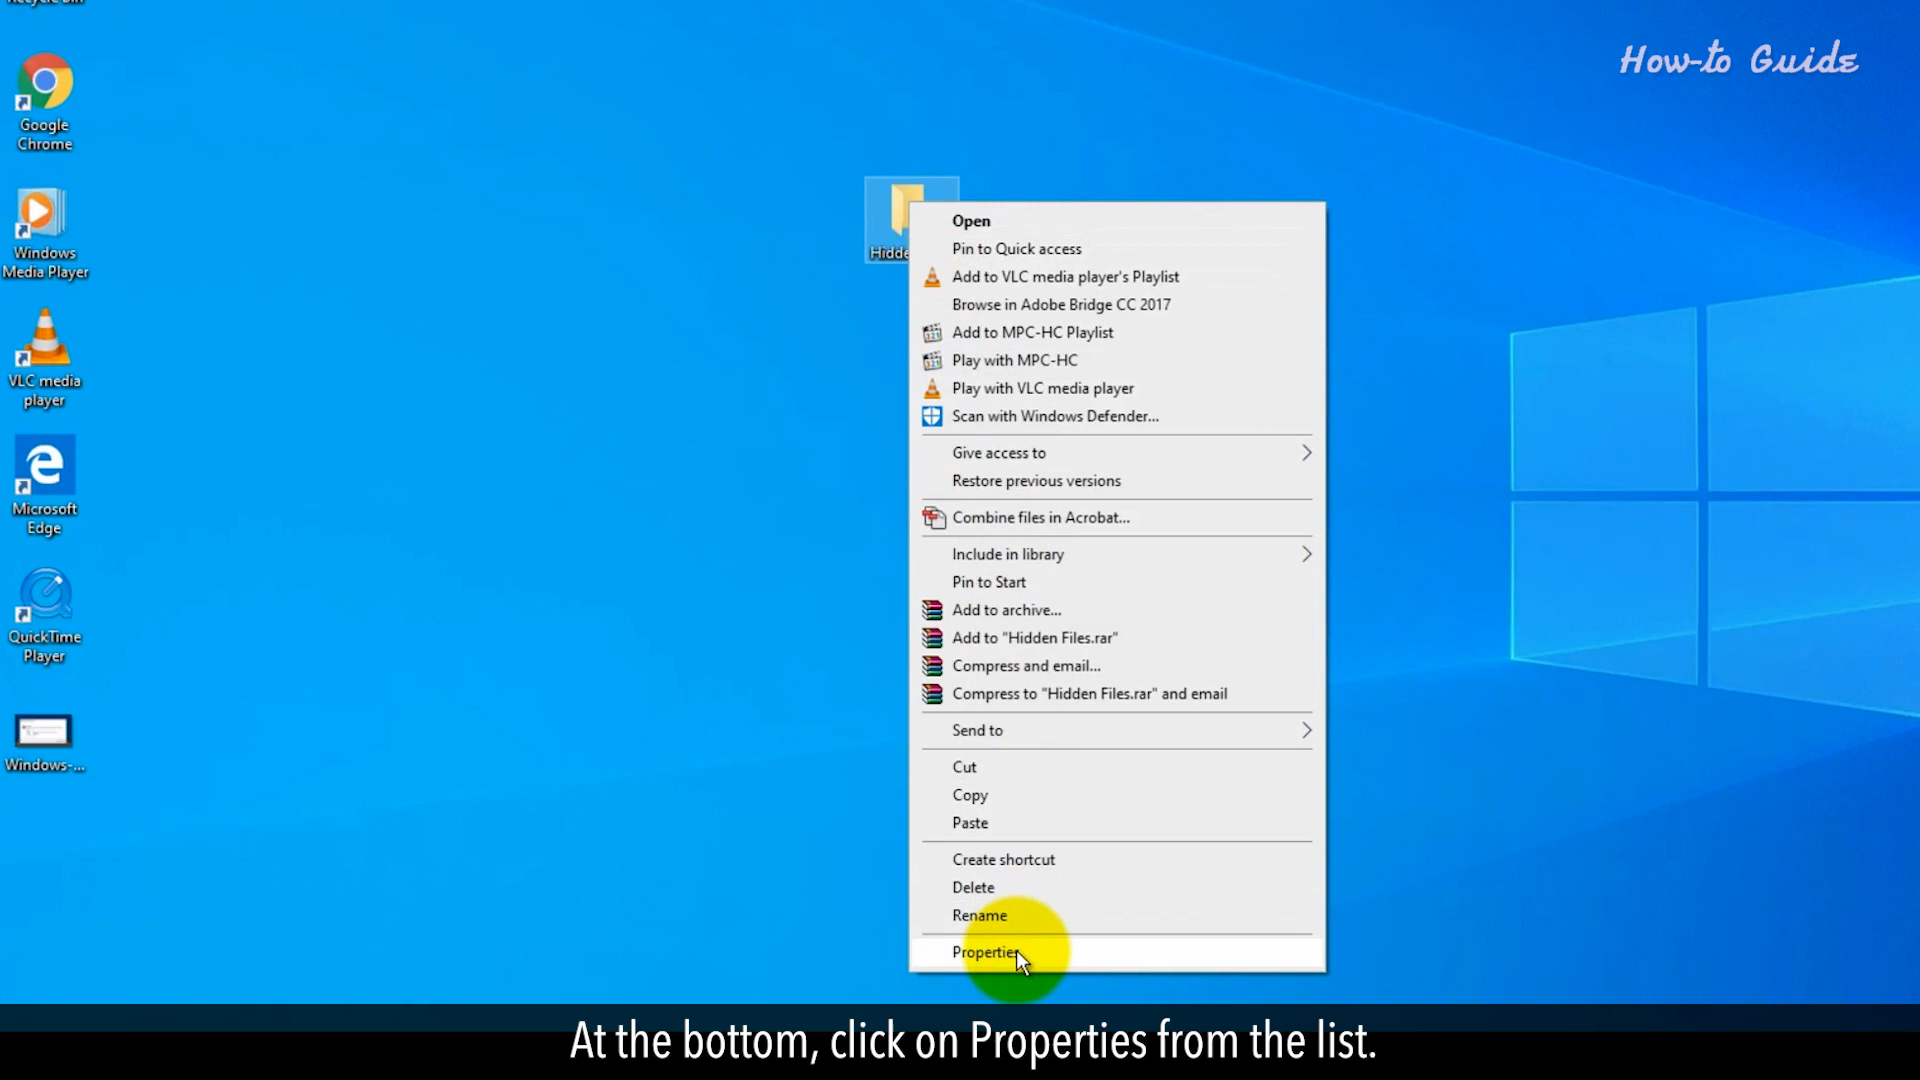 Recycle Bin
How-to Guide
Google
Chrome
Windows
Media Player
VLC media
player
Microsoft
Edge
QuickTime
Player
Windows-...
Hidde
Open
Pin to Quick access
Add to VLC media player's Playlist
Browse in Adobe Bridge CC 2017
Add to MPC-HC Playlist
Play with MPC-HC
Play with VLC media player
Scan with Windows Defender...
Give access to
Restore previous versions
Combine files in Acrobat...
Include in library
Pin to Start
Add to archive...
Add to "Hidden Files.rar"
Compress and email...
Compress to "Hidden Files.rar" and email
Send to
Cut
Copy
Paste
Create shortcut
Delete
Rename
Properties
At the bottom, click on Properties from the list.